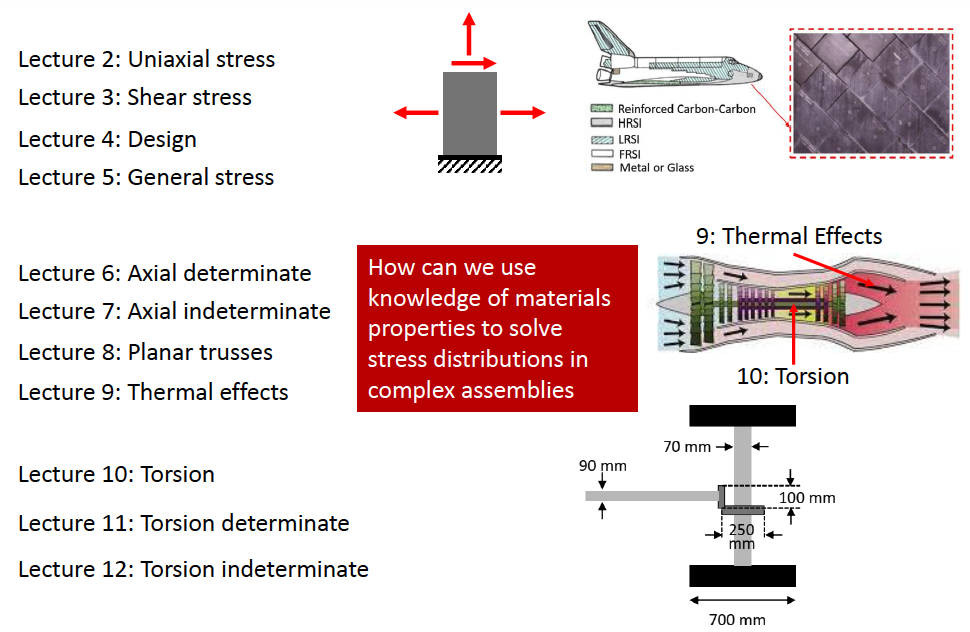 Lecture 2: Uniaxial stress
Lecture 3: Shear stress
Lecture 4: Design
Lecture 5: General stress
Reinforced Carbon-Carbon
HRSI
LRSI
FRSI
Metal or Glass
Lecture 6: Axial determinate
Lecture 7: Axial indeterminate
Lecture 8: Planar trusses
Lecture 9: Thermal effects
How can we use
knowledge of materials
properties to solve
stress distributions in
complex assemblies
9: Thermal Effects
10: Torsion
Lecture 10: Torsion
Lecture 11: Torsion determinate
Lecture 12: Torsion indeterminate
70 mm
90 mm
100 mm
250
mm
700 mm